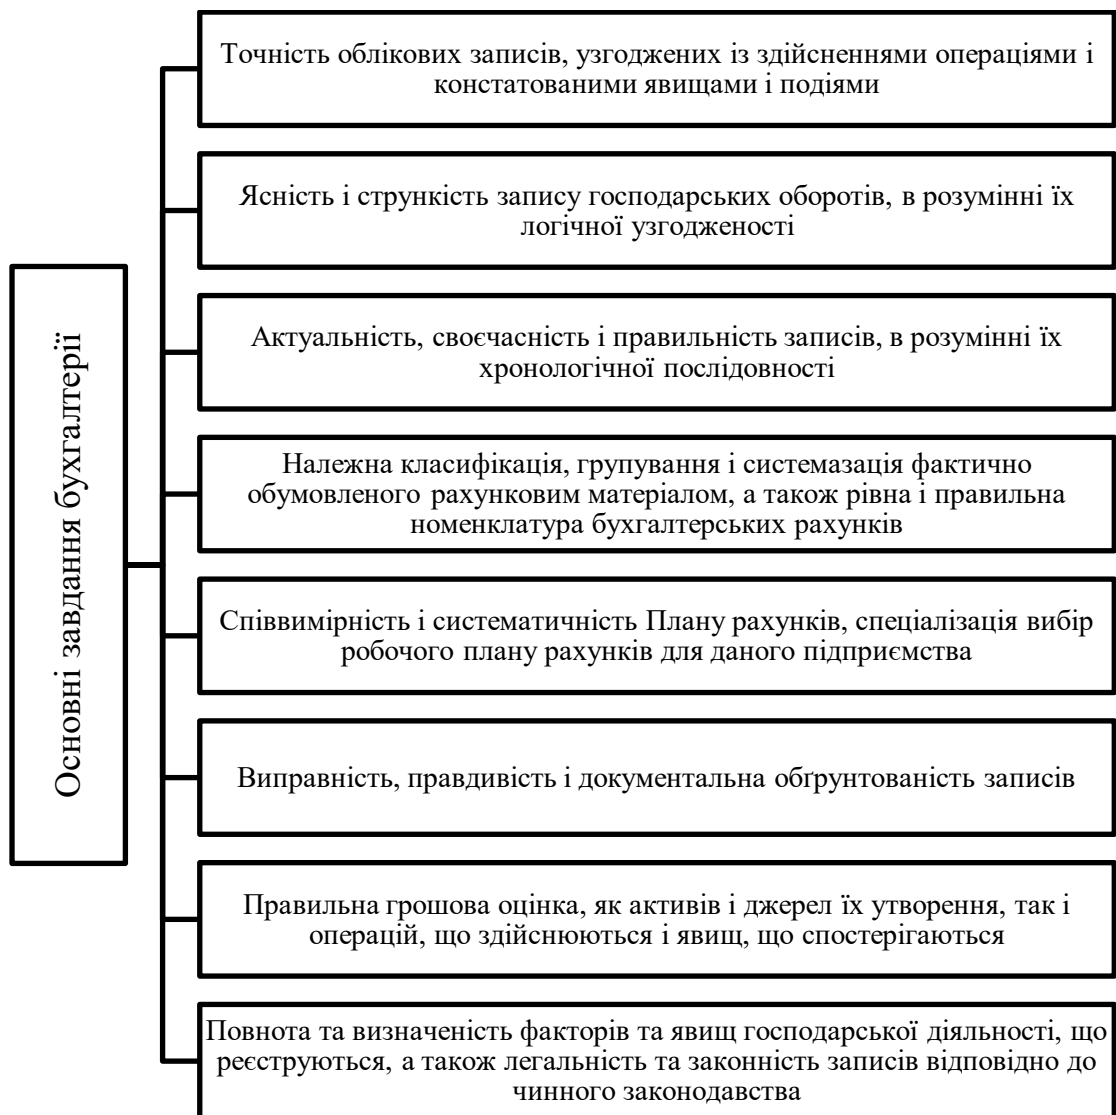 Основні завдання бухгалтерії
Точність облікових записів, узгоджених із здійсненнями операціями і
констатованими явищами і подіями
Ясність і стрункість запису господарських оборотів, в розумінні їх
логічної узгодженості
Актуальність, своєчасність і правильність записів, в розумінні їх
хронологічної послідовності
Належна класифікація, групування і системазація фактично
обумовленого рахунковим матеріалом, а також рівна і правильна
номенклатура бухгалтерських рахунків
Співвимірність і систематичність Плану рахунків, спеціалізація вибір
робочого плану рахунків для даного підприємства
Виправність, правдивість і документальна обґрунтованість записів
Правильна грошова оцінка, як активів і джерел їх утворення, так і
операцій, що здійснюються і явищ, що спостерігаються
Повнота та визначеність факторів та явищ господарської діяльності, що
реєструються, а також легальність та законність записів відповідно до
чинного законодавства